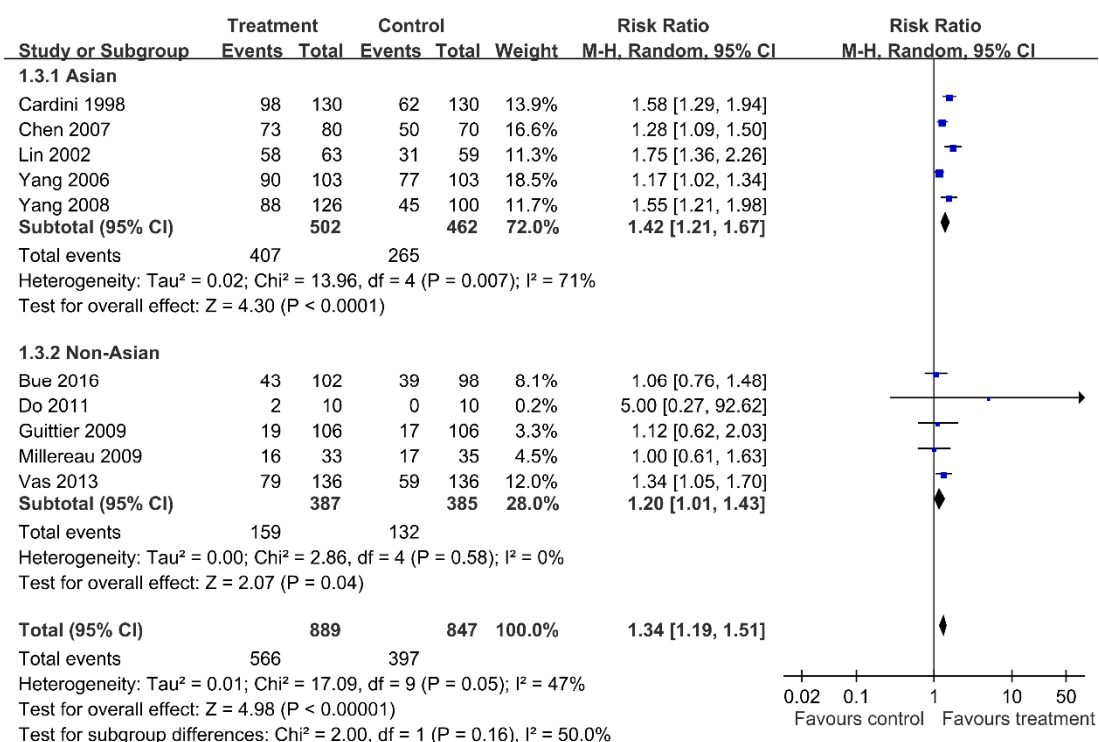 Treatment Control Risk Ratio Risk Ratio
Study or Subgroup Events Total Events Total Weight M-H, Random, 95% CI M-H, Random, 95% CI
1.3.1 Asian
Cardini 1998 98 130 62 130 13.9% 1.58 [1.29, 1.94]
Chen 2007 73 80 50 70 16.6% 1.28 [1.09, 1.50]
Lin 2002 58 63 31 59 11.3% 1.75 [1.36, 2.26]
Yang 2006 90 103 77 103 18.5% 1.17 [1.02, 1.34]
Yang 2008 88 126 45 100 11.7% 1.55 [1.21, 1.98]
Subtotal (95% CI) 502 462 72.0% 1.42 [1.21, 1.67]
Total events 407 265
Heterogeneity: Tau² = 0.02; Chi² = 13.96, df = 4 (P = 0.007); I² = 71%
Test for overall effect: Z = 4.30 (P < 0.0001)
1.3.2 Non-Asian
Bue 2016 43 102 39 98 8.1% 1.06 [0.76, 1.48]
Do 2011 2 10 0 10 0.2% 5.00 [0.27, 92.62]
Guittier 2009 19 106 17 106 3.3% 1.12 [0.62, 2.03]
Millereau 2009 16 33 17 35 4.5% 1.00 [0.61, 1.63]
Vas 2013 79 136 59 136 12.0% 1.34 [1.05, 1.70]
Subtotal (95% CI) 387 385 28.0% 1.20 [1.01, 1.43]
Total events 159 132
Heterogeneity: Tau² = 0.00; Chi² = 2.86, df = 4 (P = 0.58); I² = 0%
Test for overall effect: Z = 2.07 (P = 0.04)
Total (95% CI) 889 847 100.0% 1.34 [1.19, 1.51]
Total events 566 397
Heterogeneity: Tau² = 0.01; Chi² = 17.09, df = 9 (P = 0.05); I² = 47%
Test for overall effect: Z = 4.98 (P < 0.00001)
Test for subgroup differences: Chi² = 2.00, df = 1 (P = 0.16), I² = 50.0%
0.02 0.1 1 10 50
Favours control Favours treatment